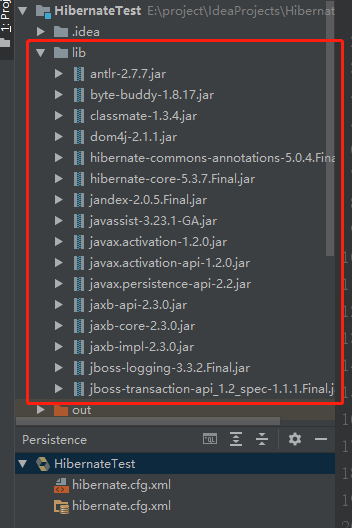 1: Proj
HibernateTest E:\project\IdeaProjects\Hibernat
.idea
lib
antlr-2.7.7.jar
byte-buddy-1.8.17.jar
classmate-1.3.4.jar
dom4j-2.1.1.jar
hibernate-commons-annotations-5.0.4.Fina
hibernate-core-5.3.7.Final.jar
jandex-2.0.5.Final.jar
javassist-3.23.1-GA.jar
javax.activation-1.2.0.jar
javax.activation-api-1.2.0.jar
javax.persistence-api-2.2.jar
jaxb-api-2.3.0.jar
jaxb-core-2.3.0.jar
jaxb-impl-2.3.0.jar
jboss-logging-3.3.2.Final.jar
jboss-transaction-api_1.2_spec-1.1.1.Final.j
out
Persistence
HibernateTest
hibernate.cfg.xml
hibernate.cfg.xml